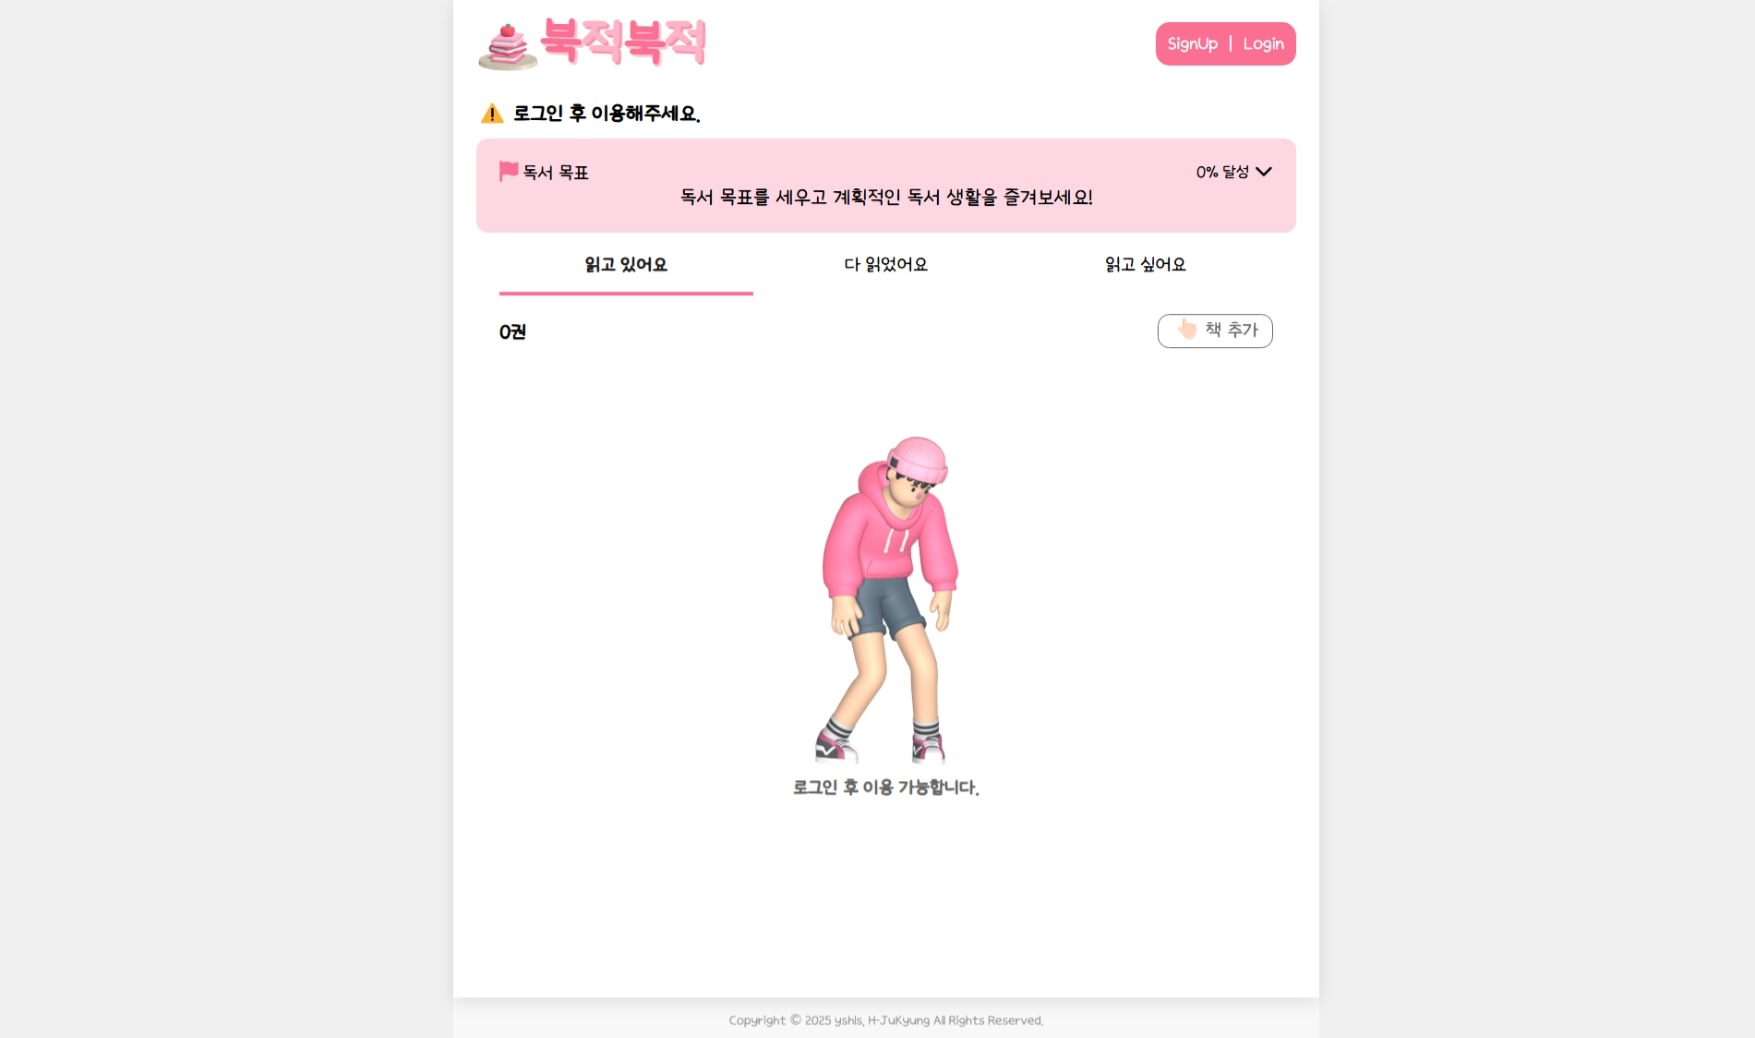 북적북적
SignUp | Login
⚠️ 로그인 후 이용해주세요.
독서 목표
0% 달성
독서 목표를 세우고 계획적인 독서 생활을 즐겨보세요!
읽고 있어요
다 읽었어요
읽고 싶어요
0권
👆🏻 책 추가
로그인 후 이용 가능합니다.
Copyright © 2025 yshls, H-JuKyung All Rights Reserved.